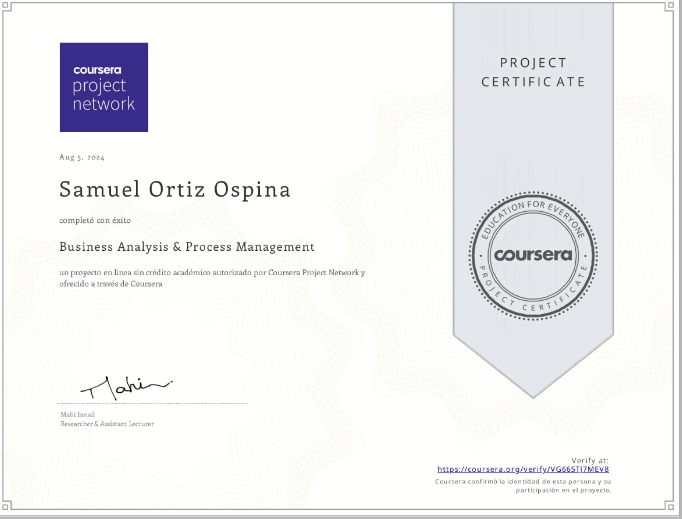 coursera
project
network
PROJECT
CERTIFICATE
Aug 5, 2024
Samuel Ortiz Ospina
completó con éxito
Business Analysis & Process Management
un proyecto en línea sin crédito académico autorizado por Coursera Project Network y
ofrecido a través de Coursera
EDUCATION FOR EVERYONE
coursera
PROJECT CERTIFICATE
Mahi
Mahi Ismail
Researcher & Assistant Lecturer
Verify at:
https://coursera.org/verify/VG665TJ7MEV8
Coursera confirmó la identidad de esta persona y su
participación en el proyecto.